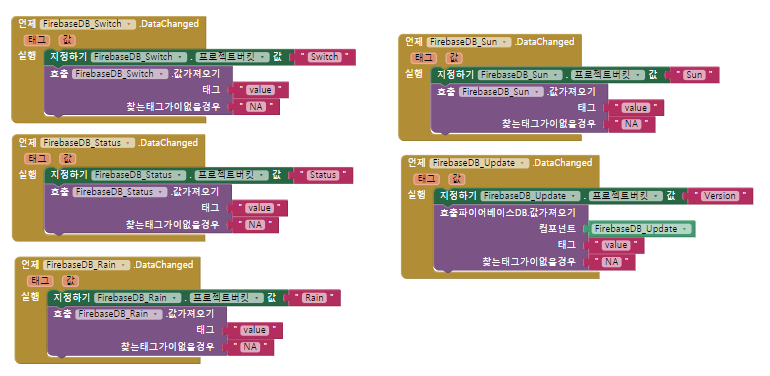 언제 FirebaseDB_Switch .DataChanged
태그 값
실행 지정하기 FirebaseDB_Switch . 프로젝트버킷 값 " Switch "
호출 FirebaseDB_Switch .값가져오기
태그 " value "
찾는태그가이없을경우 " NA "
언제 FirebaseDB_Status .DataChanged
태그 값
실행 지정하기 FirebaseDB_Status . 프로젝트버킷 값 " Status "
호출 FirebaseDB_Status .값가져오기
태그 " value "
찾는태그가이없을경우 " NA "
언제 FirebaseDB_Rain .DataChanged
태그 값
실행 지정하기 FirebaseDB_Rain . 프로젝트버킷 값 " Rain "
호출 FirebaseDB_Rain .값가져오기
태그 " value "
찾는태그가이없을경우 " NA "
언제 FirebaseDB_Sun .DataChanged
태그 값
실행 지정하기 FirebaseDB_Sun . 프로젝트버킷 값 " Sun "
호출 FirebaseDB_Sun .값가져오기
태그 " value "
찾는태그가이없을경우 " NA "
언제 FirebaseDB_Update .DataChanged
태그 값
실행 지정하기 FirebaseDB_Update . 프로젝트버킷 값 " Version "
호출파이어베이스DB.값가져오기
컴포넌트 FirebaseDB_Update
태그 " value "
찾는태그가이없을경우 " NA "